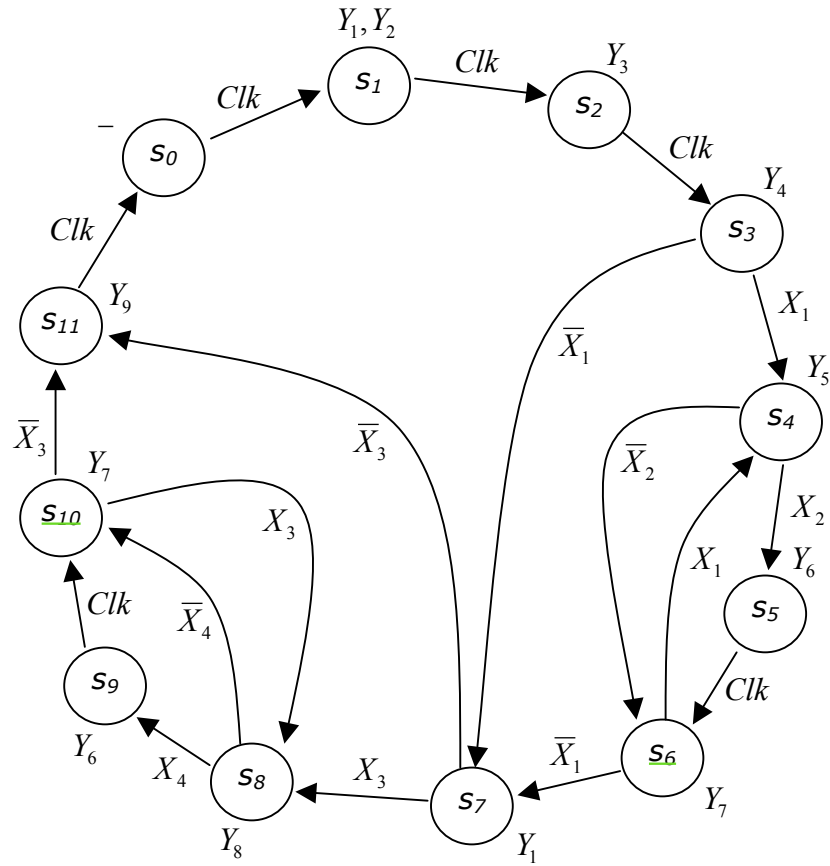 Y₁, Y₂
s₁
Clk
Y₃
s₂
Clk
–
s₀
Clk
Y₄
s₃
Clk
Y₉
s₁₁
X̅₁
X₁
Y₅
s₄
X̅₃
X̅₃
X̅₂
X₂
Y₇
s₁₀
X₃
X₁
Y₆
s₅
Clk
X̅₄
Clk
s₉
Y₆
X₄
s₈
Y₈
X₃
s₇
Y₁
X̅₁
s₆
Y₇